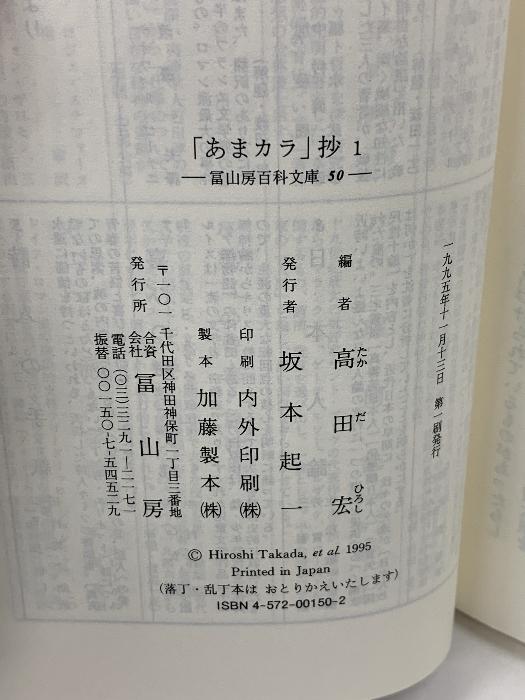 「あまカラ」抄 1
—冨山房百科文庫 50—
一九九五年十一月十三日 第一刷発行
編者 高田宏
たか だ ひろし
発行者 坂本起一
印刷 内外印刷㈱
製本 加藤製本㈱
〒一〇一 千代田区神田神保町一丁目三番地
発行所 合資会社 冨山房
電話 (〇三)三二九一―二一七一
振替 〇〇一五〇-七-五四五二九
© Hiroshi Takada, et al. 1995
Printed in Japan
(落丁・乱丁本は おとりかえいたします)
ISBN 4-572-00150-2